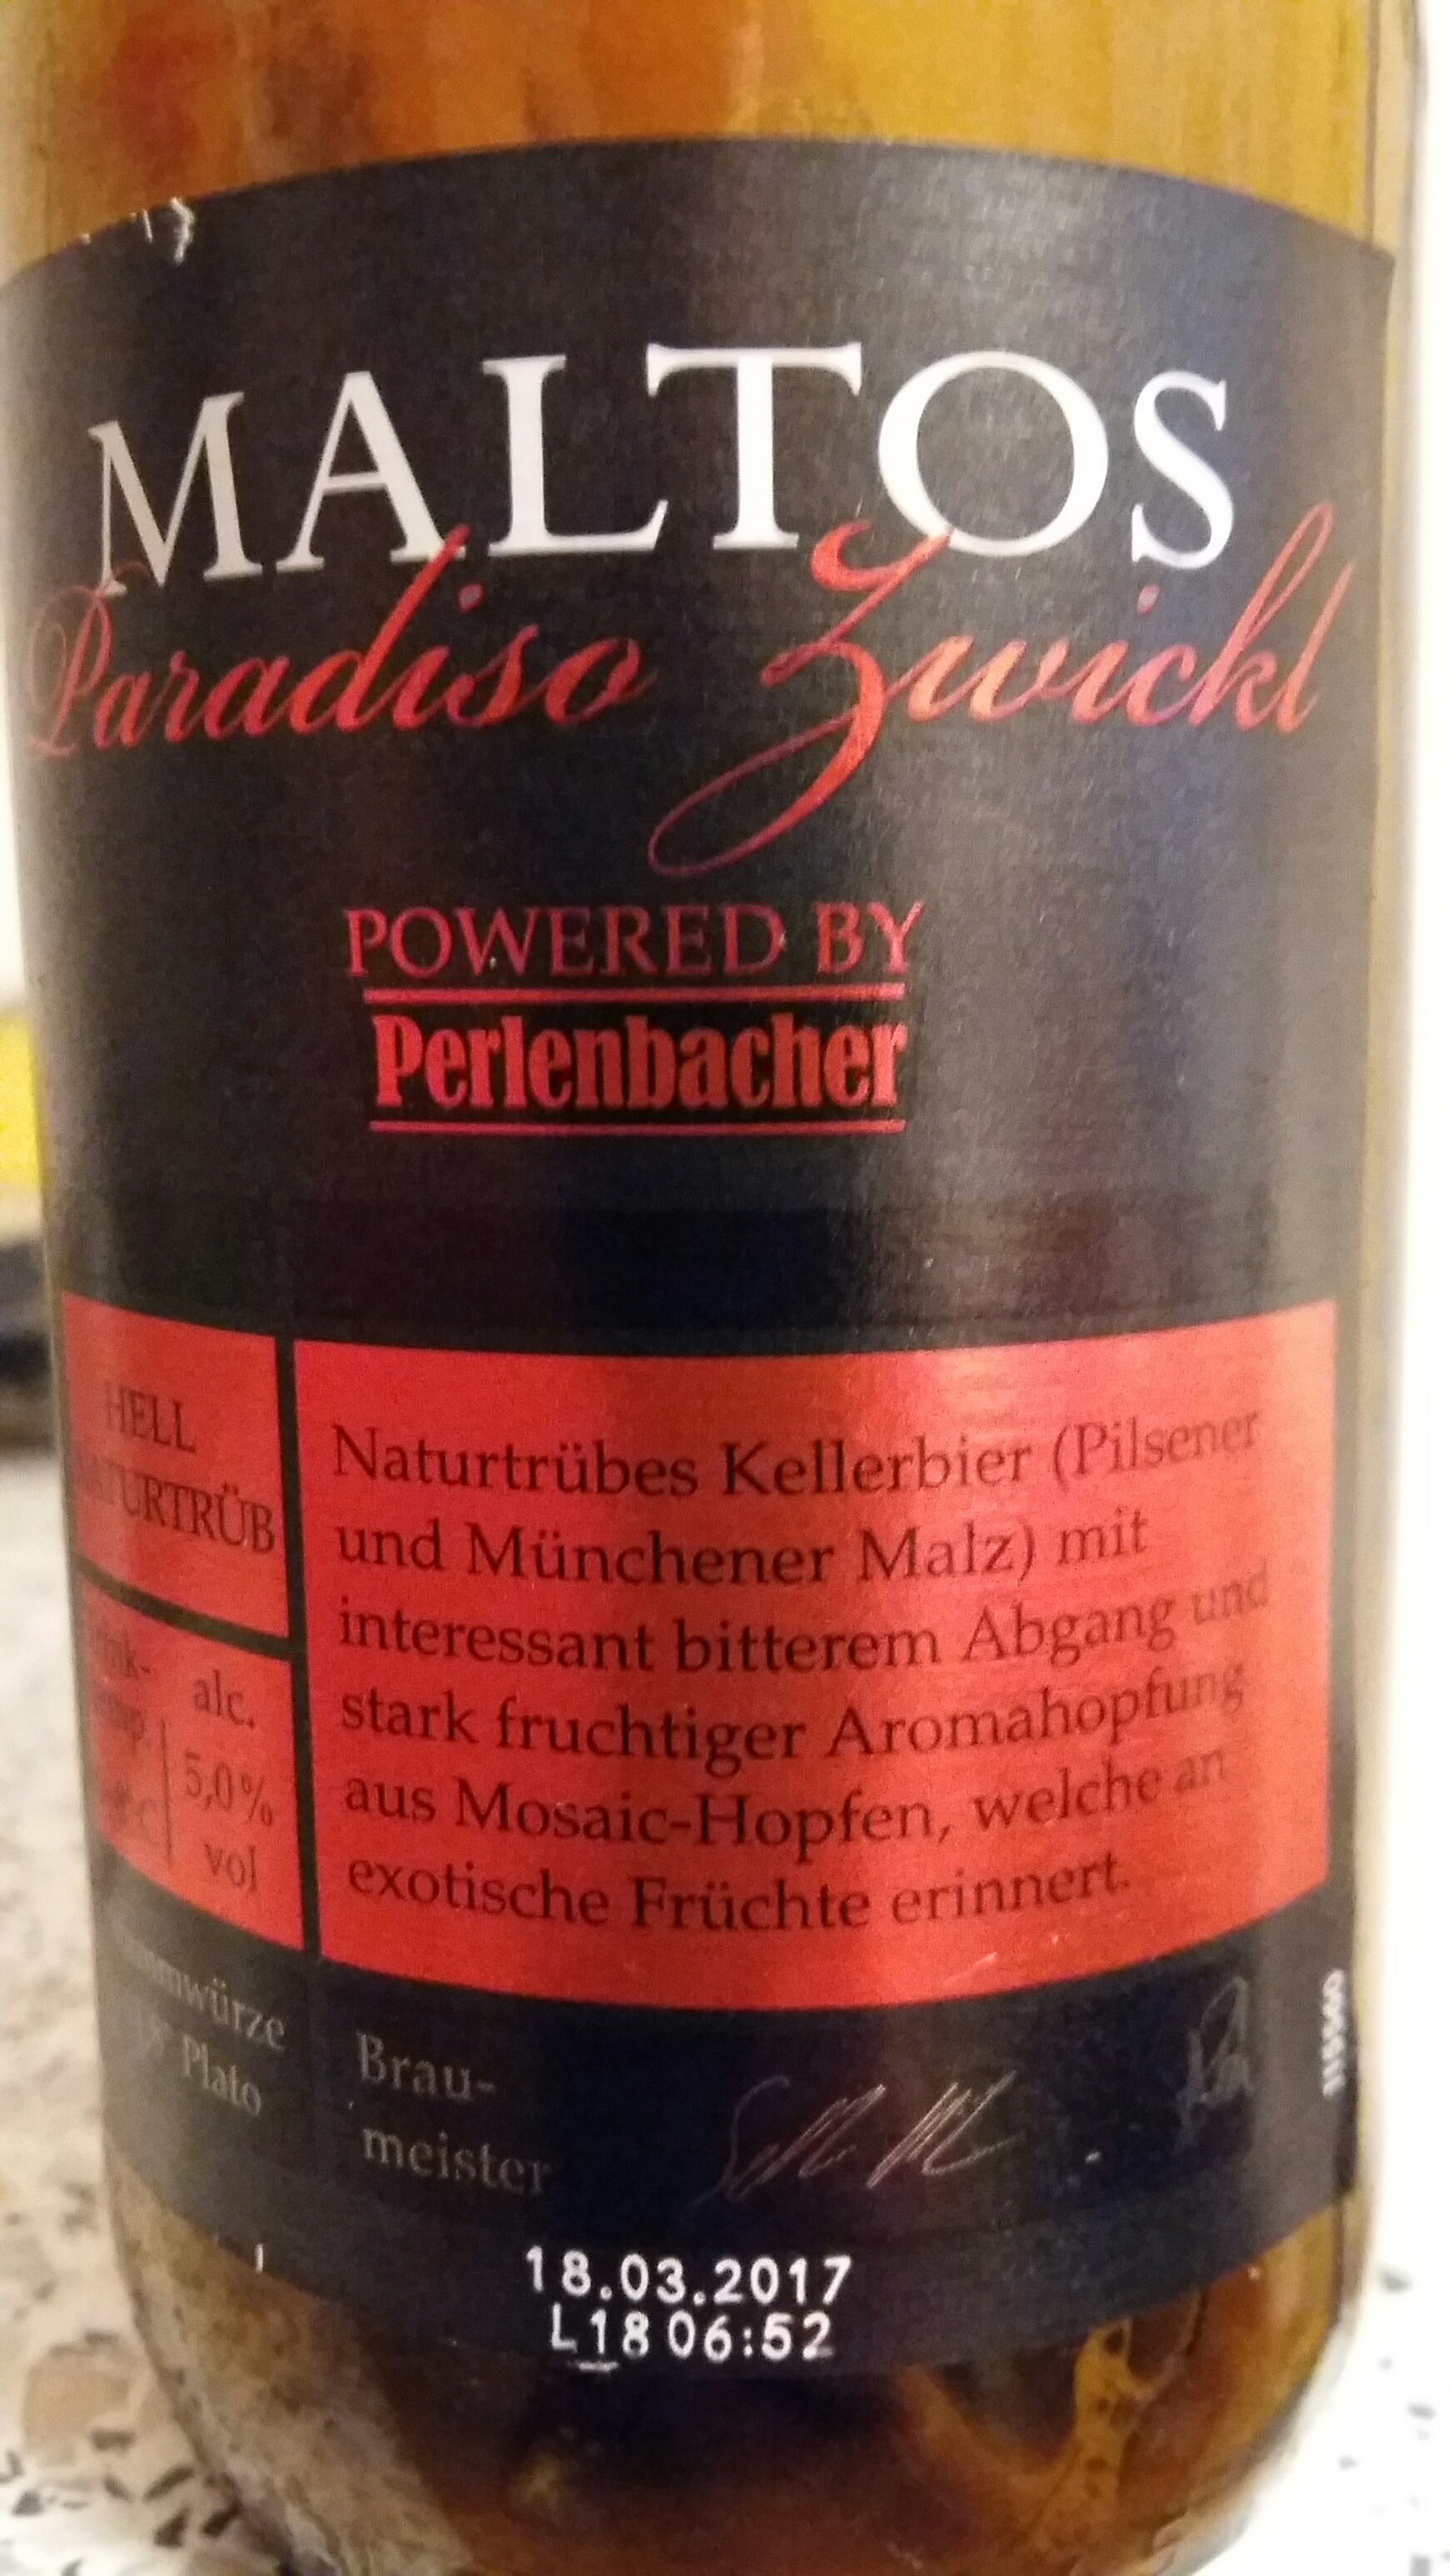 MALTOS
Paradiso Zwickl
POWERED BY
Perlenbacher
HELL
alc.
5,0%
vol
Naturtrübes Kellerbier (Pilsener
und Münchener Malz) mit
interessant bitterem Abgang und
stark fruchtiger Aromahopfung
aus Mosaic-Hopfen, welche an
exotische Früchte erinnert.
Plato
Brau-
meister
18.03.2017
L_18 06:52